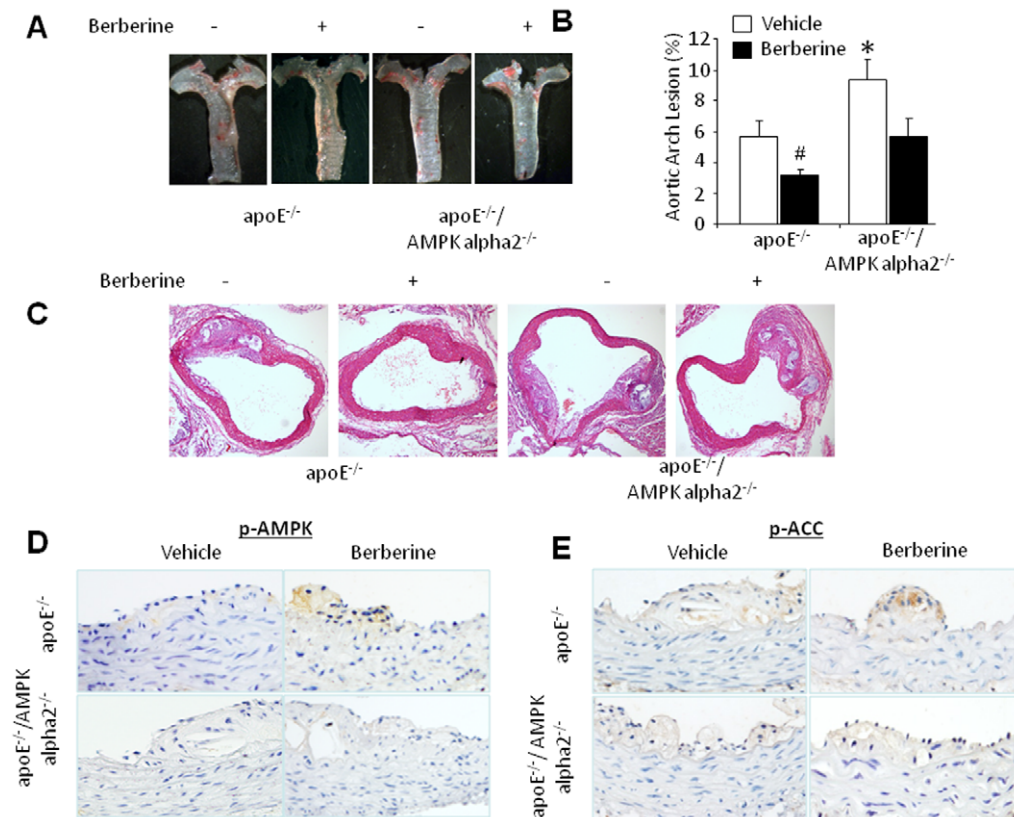 A
Berberine - + - +
apoE⁻/⁻
apoE⁻/⁻/
AMPK alpha2⁻/⁻
B
Vehicle
Berberine
Aortic Arch Lesion (%)
12
10
8
6
4
2
0
#
*
apoE⁻/⁻
apoE⁻/⁻/
AMPK alpha2⁻/⁻
Berberine - + - +
C
apoE⁻/⁻
apoE⁻/⁻/
AMPK alpha2⁻/⁻
D
p-AMPK
Vehicle Berberine
apoE⁻/⁻
apoE⁻/⁻/AMPK
alpha2⁻/⁻
E
p-ACC
Vehicle Berberine
apoE⁻/⁻
apoE⁻/⁻/ AMPK
alpha2⁻/⁻